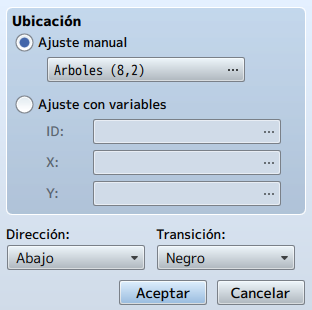 Ubicación
Ajuste manual
Arboles (8,2) ...
Ajuste con variables
ID: ...
X: ...
Y: ...
Dirección: Transición:
Abajo Negro
Aceptar Cancelar